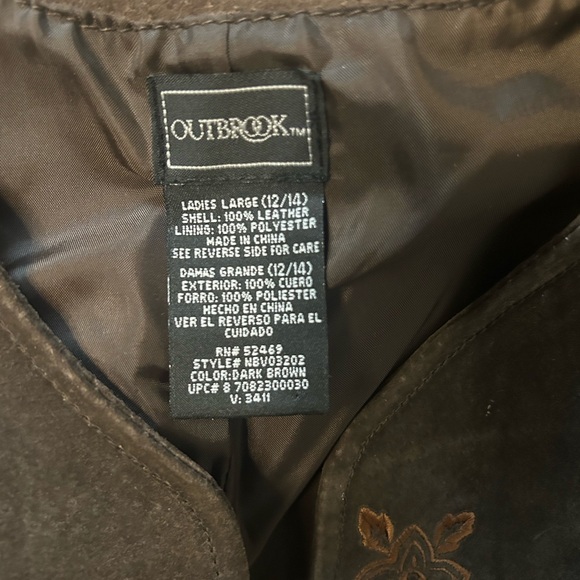 OUTBROOK™
LADIES LARGE (12/14)
SHELL: 100% LEATHER
LINING: 100% POLYESTER
MADE IN CHINA
SEE REVERSE SIDE FOR CARE
DAMAS GRANDE (12/14)
EXTERIOR: 100% CUERO
FORRO: 100% POLIESTER
HECHO EN CHINA
VER EL REVERSO PARA EL
CUIDADO
RN# 52469
STYLE# NBV03202
COLOR:DARK BROWN
UPC# 8 7082300030
V: 3411